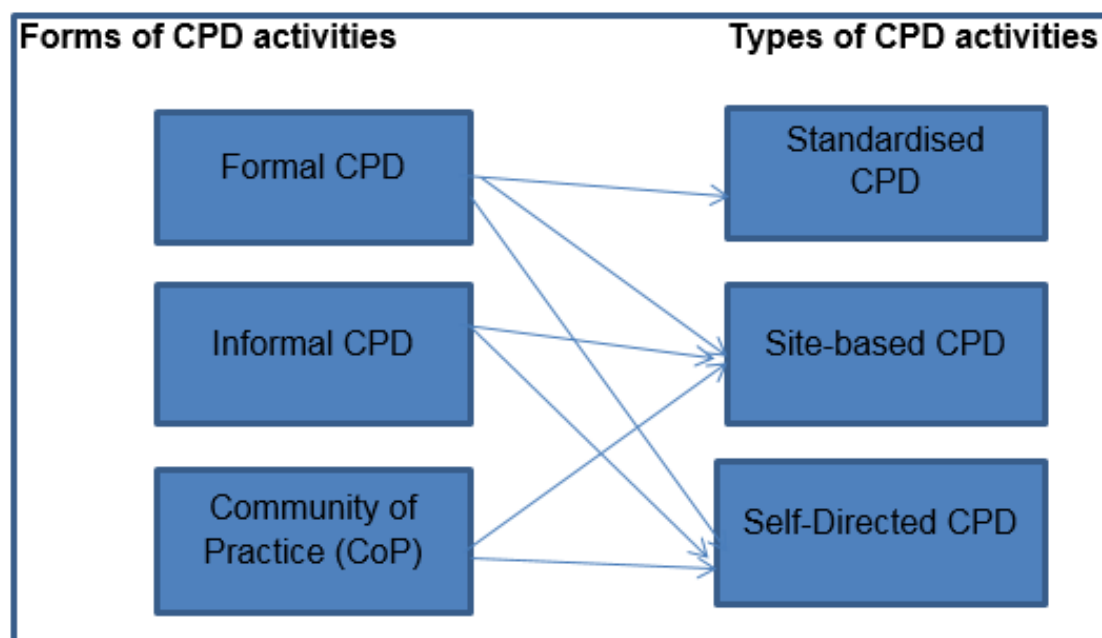 Forms of CPD activities
Types of CPD activities
Formal CPD
Standardised
CPD
Informal CPD
Site-based CPD
Community of
Practice (CoP)
Self-Directed CPD